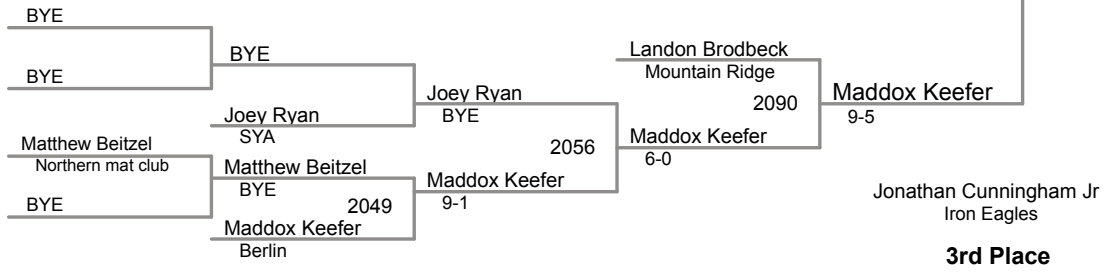 BYE
BYE
BYE
Landon Brodbeck
Mountain Ridge
Joey Ryan
BYE
2090
Maddox Keefer
9-5
Joey Ryan
SYA
2056
Maddox Keefer
6-0
Matthew Beitzel
Northern mat club
Matthew Beitzel
BYE
Maddox Keefer
9-1
BYE
2049
Maddox Keefer
Berlin
Jonathan Cunningham Jr
Iron Eagles
3rd Place